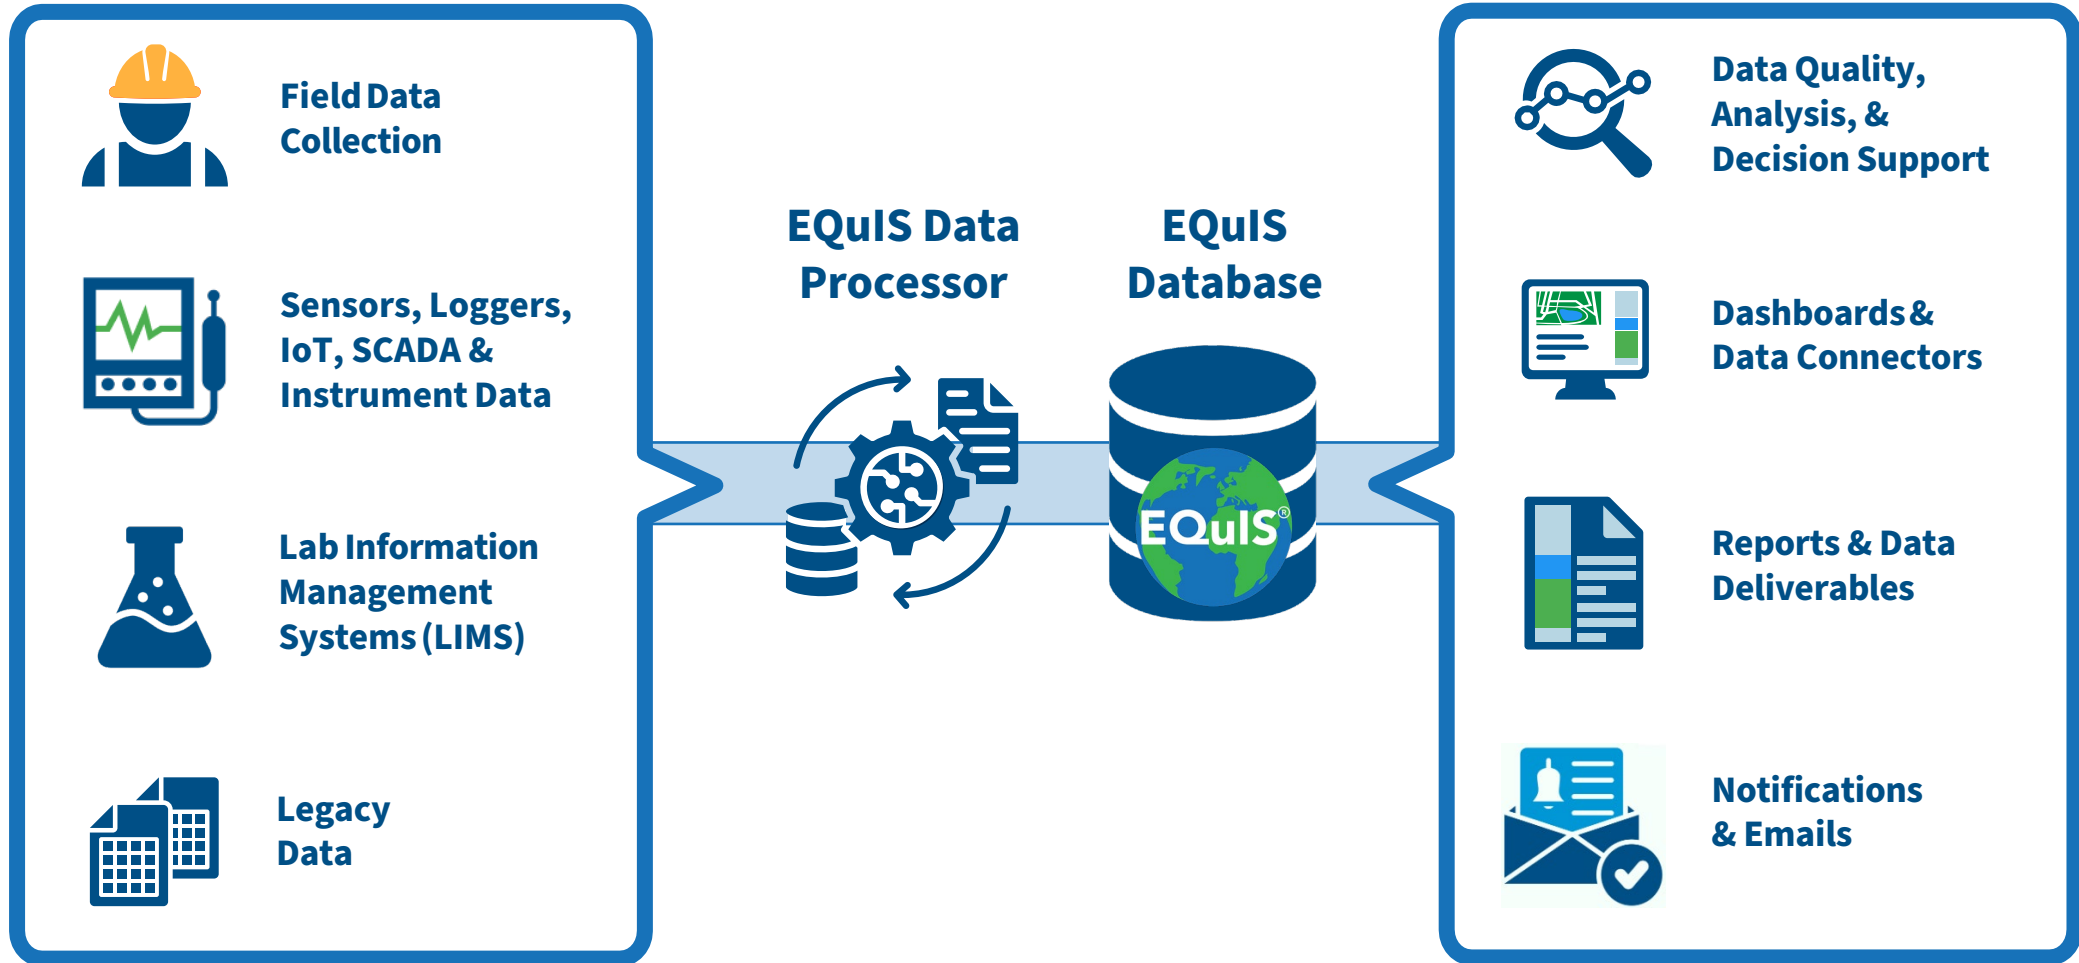 Field Data
Collection
Sensors, Loggers,
IoT, SCADA &
Instrument Data
Lab Information
Management
Systems (LIMS)
Legacy
Data
EQuIS Data
Processor
EQuIS
Database
EQuIS®
Data Quality,
Analysis, &
Decision Support
Dashboards &
Data Connectors
Reports & Data
Deliverables
Notifications
& Emails